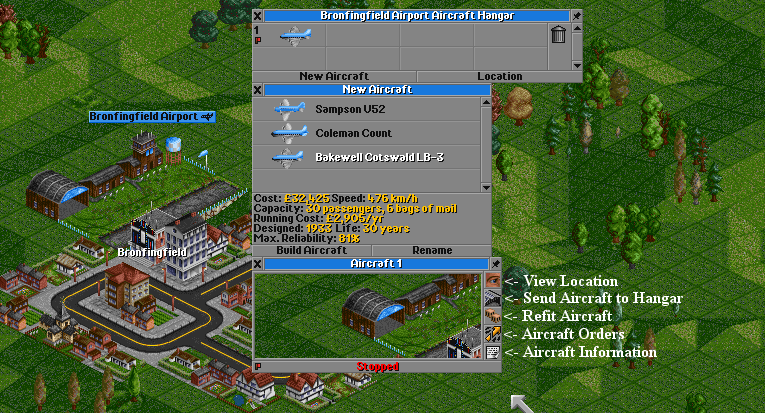 Bronfingfield Airport Aircraft Hangar
1
New Aircraft
Location
New Aircraft
Sampson U52
Coleman Count
Bakewell Cotswald LB-3
Cost: £32,425 Speed: 476 km/h
Capacity: 30 passengers, 6 bags of mail
Running Cost: £2,905/yr
Designed: 1933 Life: 30 years
Max. Reliability: 81%
Build Aircraft
Rename
Bronfingfield Airport
Bronfingfield
Aircraft 1
<- View Location
<- Send Aircraft to Hangar
<- Refit Aircraft
<- Aircraft Orders
<- Aircraft Information
Stopped